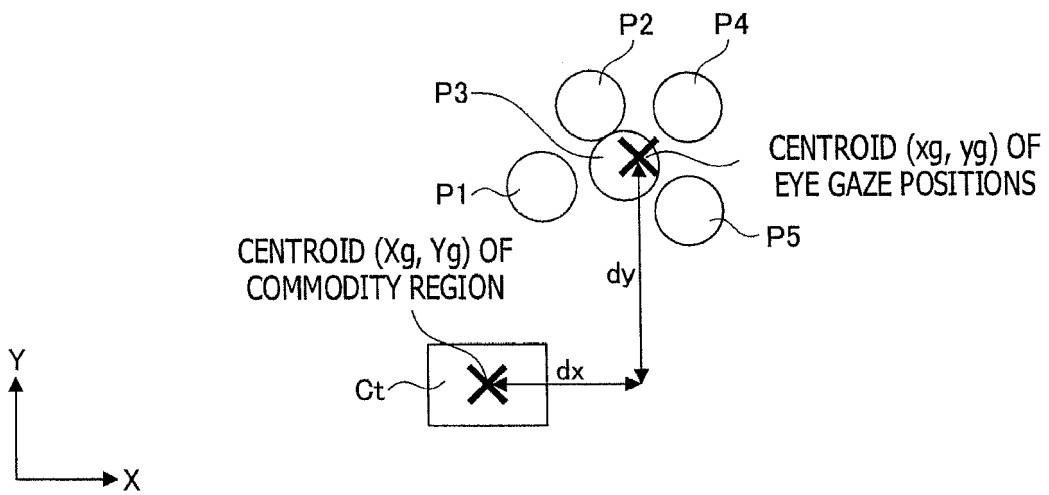 P2
P4
P3
CENTROID (xg, yg) OF
EYE GAZE POSITIONS
P1
P5
CENTROID (Xg, Yg) OF
COMMODITY REGION
dy
Y
dx
Ct
X